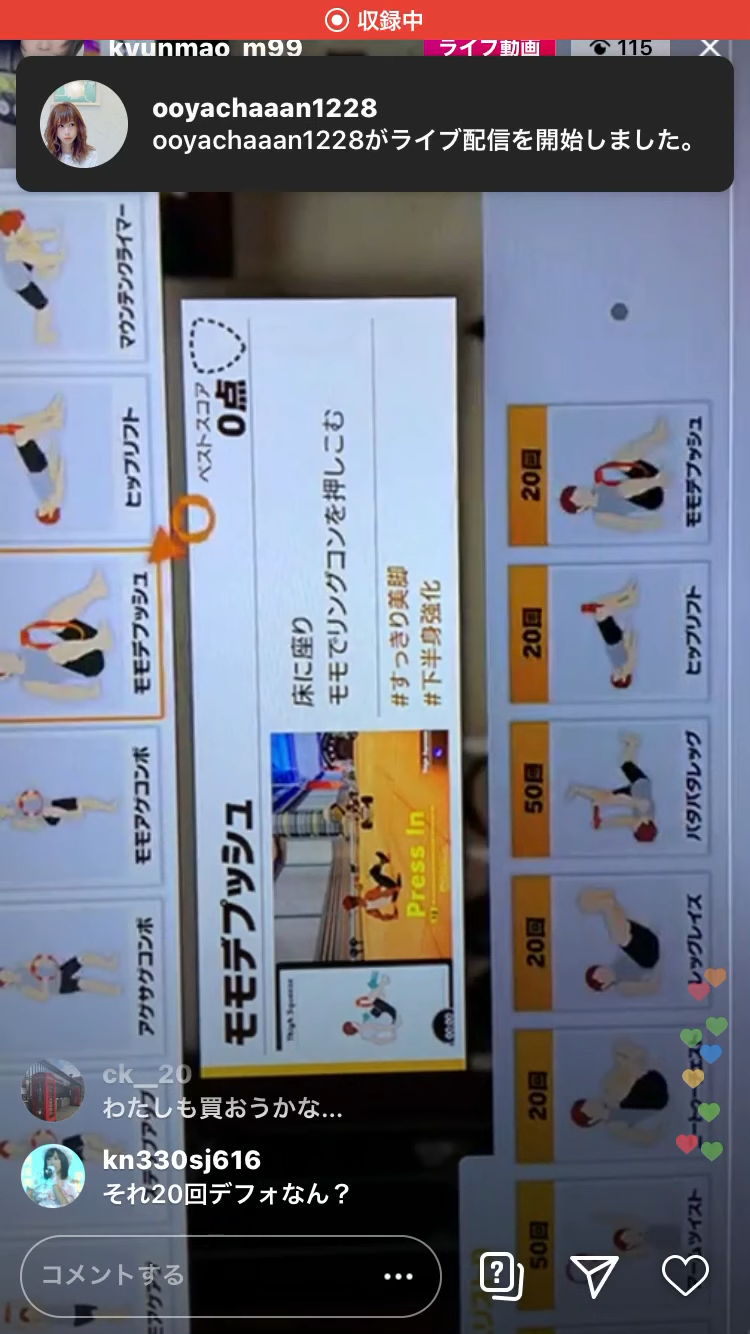 収録中
kyunmao_m99
ライブ動画
115
ooyachaaan1228
ooyachaaan1228がライブ配信を開始しました。
マウンテンクライマー
ヒップリフト
モモデプッシュ
モモアゲコンボ
アゲサゲコンボ
モモデプッシュ
ベストスコア
0点
床に座り
モモでリングコンを押しこむ
#すっきり美脚
#下半身強化
Press In
Thigh Squeeze
20回
モモデプッシュ
20回
ヒップリフト
50回
バタバタレッグ
20回
レッグレイズ
20回
50回
ck__20
わたしも買おうかな...
kn330sj616
それ20回デフォなん？
コメントする